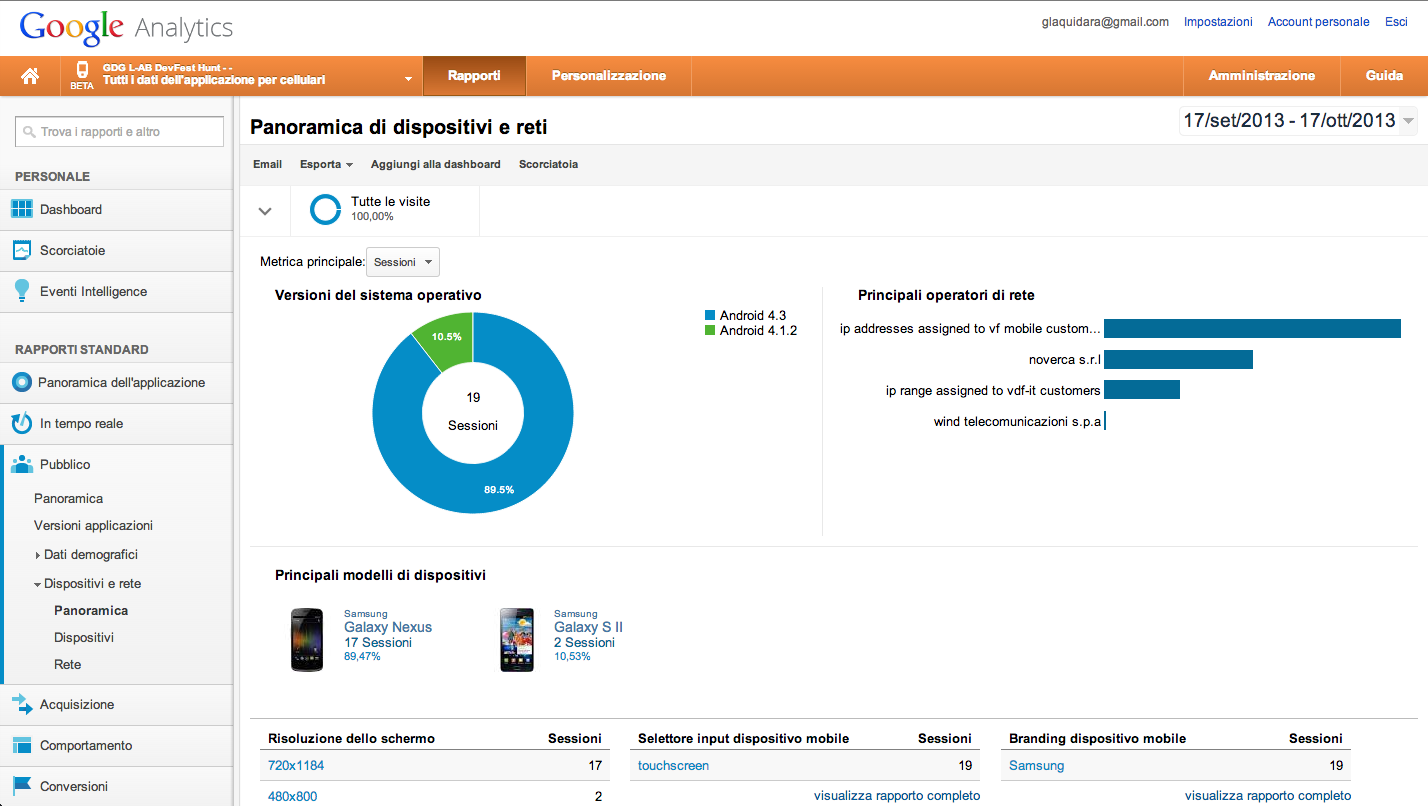 Google Analytics
glaquidara@gmail.com Impostazioni Account personale Esci
BETA
GDG L-AB DevFest Hunt - -
Tutti i dati dell'applicazione per cellulari
Rapporti
Personalizzazione
Amministrazione
Guida
Trova i rapporti e altro
PERSONALE
Dashboard
Scorciatoie
Eventi Intelligence
RAPPORTI STANDARD
Panoramica dell'applicazione
In tempo reale
Pubblico
Panoramica
Versioni applicazioni
Dati demografici
Dispositivi e rete
Panoramica
Dispositivi
Rete
Acquisizione
Comportamento
Conversioni
Panoramica di dispositivi e reti
17/set/2013 - 17/ott/2013
Email Esporta Aggiungi alla dashboard Scorciatoia
Tutte le visite
100,00%
Metrica principale: Sessioni
Versioni del sistema operativo
Android 4.3
Android 4.1.2
10.5%
19
Sessioni
89.5%
Principali operatori di rete
ip addresses assigned to vf mobile custom...
noverca s.r.l
ip range assigned to vdf-it customers
wind telecomunicazioni s.p.a
Principali modelli di dispositivi
Samsung
Galaxy Nexus
17 Sessioni
89,47%
Samsung
Galaxy S II
2 Sessioni
10,53%
Risoluzione dello schermo Sessioni
720x1184 17
480x800 2
Selettore input dispositivo mobile Sessioni
touchscreen 19
visualizza rapporto completo
Branding dispositivo mobile Sessioni
Samsung 19
visualizza rapporto completo